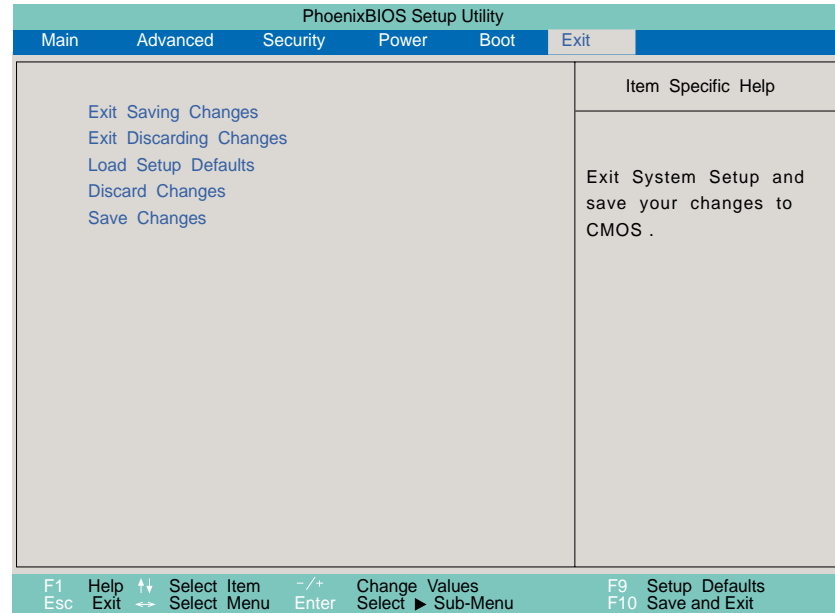 PhoenixBIOS Setup Utility
Main Advanced Security Power Boot Exit
Item Specific Help
Exit Saving Changes
Exit Discarding Changes
Load Setup Defaults
Discard Changes
Save Changes
Exit System Setup and
save your changes to
CMOS .
F1 Help ↑↓ Select Item -/+ Change Values F9 Setup Defaults
Esc Exit ↔ Select Menu Enter Select ▶ Sub-Menu F10 Save and Exit